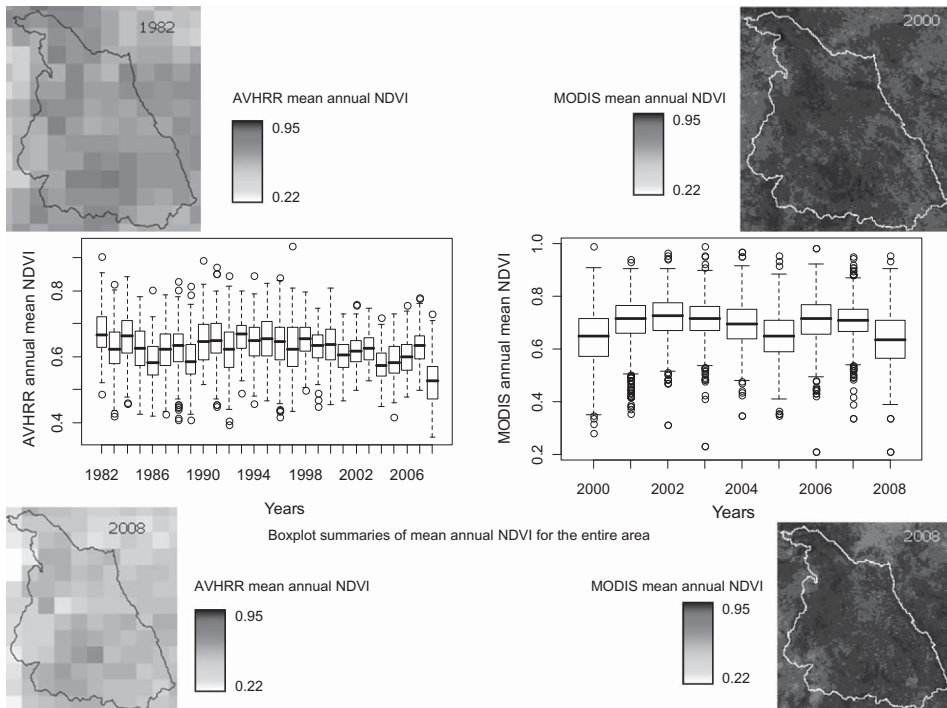 1982
AVHRR mean annual NDVI
0.95
0.22
MODIS mean annual NDVI
0.95
0.22
2000
AVHRR annual mean NDVI
0.8
0.6
0.4
1982 1986 1990 1994 1998 2002 2006
Years
MODIS annual mean NDVI
1.0
0.8
0.6
0.4
0.2
2000 2002 2004 2006 2008
Years
Boxplot summaries of mean annual NDVI for the entire area
2008
AVHRR mean annual NDVI
0.95
0.22
MODIS mean annual NDVI
0.95
0.22
2008